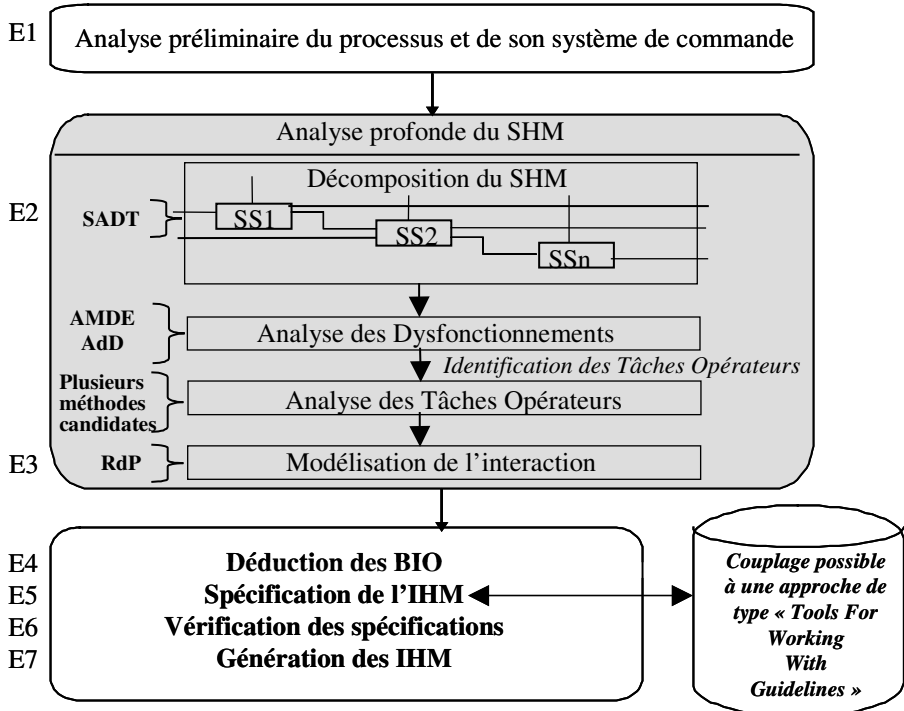 E1
Analyse préliminaire du processus et de son système de commande
Analyse profonde du SHM
Décomposition du SHM
E2
SADT
SS1
SS2
SSn
AMDE
AdD
Analyse des Dysfonctionnements
Identification des Tâches Opérateurs
Plusieurs
méthodes
candidates
Analyse des Tâches Opérateurs
E3
RdP
Modélisation de l'interaction
E4
Déduction des BIO
E5
Spécification de l'IHM
E6
Vérification des spécifications
E7
Génération des IHM
Couplage possible
à une approche de
type « Tools For
Working
With
Guidelines »